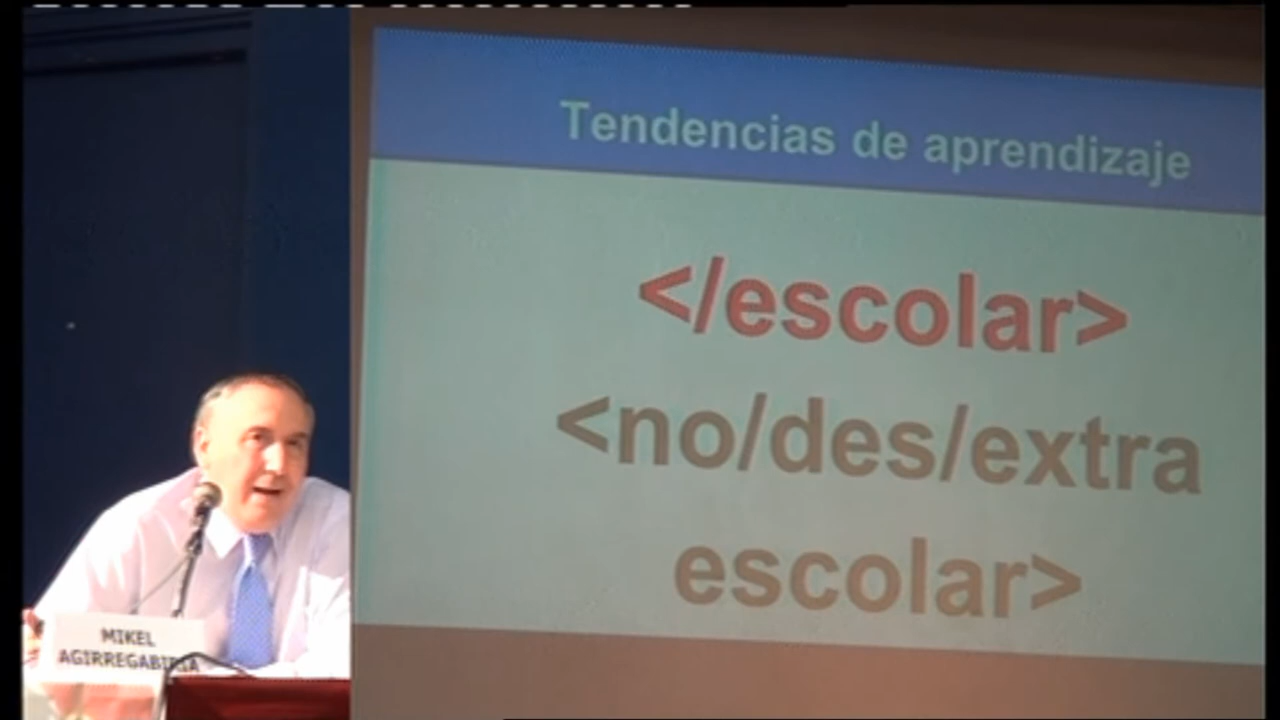 Tendencias de aprendizaje
</escolar>
<no/des/extra
escolar>
MIKEL
AGIRREGABIRIA